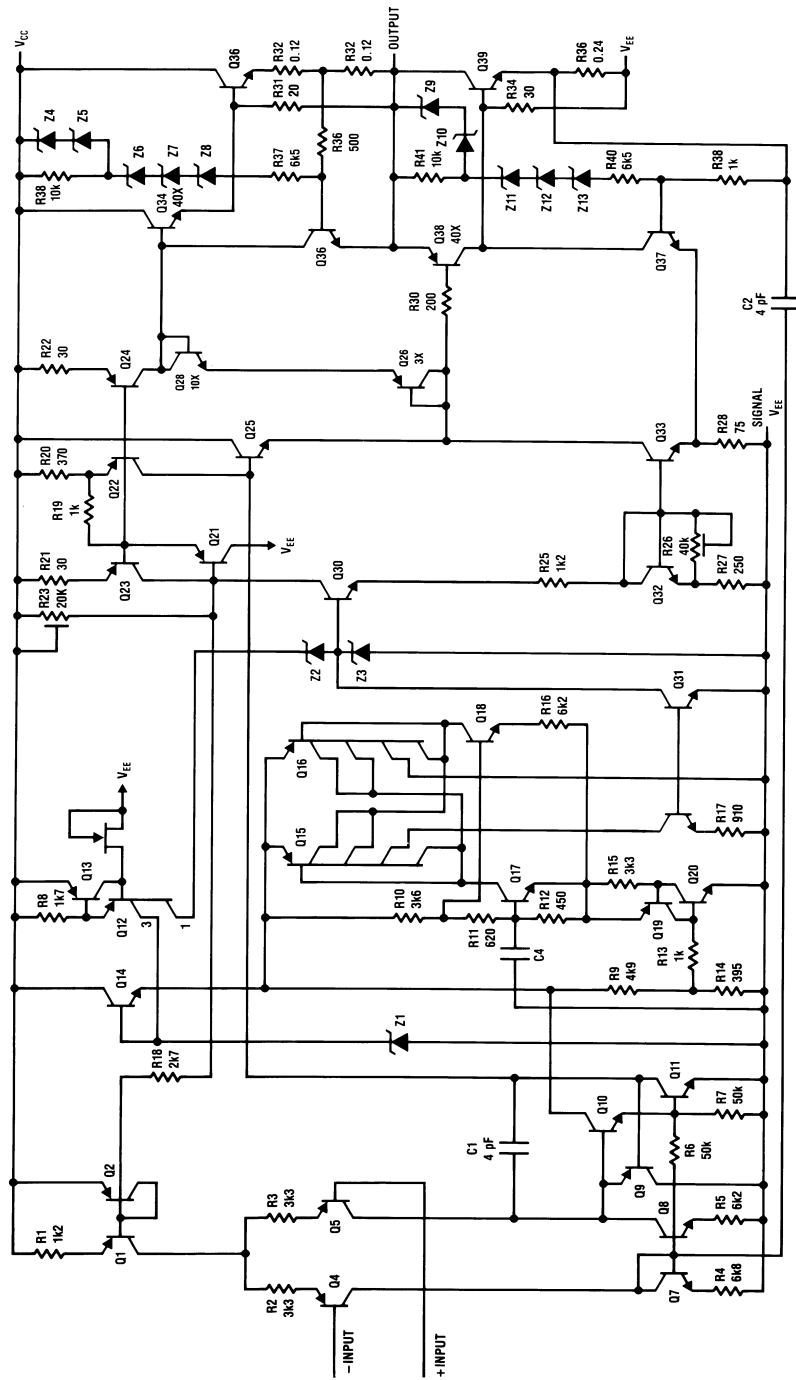 VCC
R1
1k2
Q1
Q2
R18
2k7
Q14
R8
1k7
Q13
Q12
3
1
VEE
R23
20K
R21
30
Q23
R19
1k
R20
370
Q22
Q21
VEE
R22
30
Q24
Q28
10X
Q25
Q26
3X
R30
200
Q34
40X
R38
10k
Z4
Z5
Z6
Z7
Z8
R37
6k5
Q36
R36
500
Q36
R31
20
R32
0.12
R32
0.12
OUTPUT
Q38
40X
R41
10k
Z9
Z10
Z11
Z12
Z13
R40
6k5
Q37
R38
1k
Q39
R34
30
R36
0.24
VEE
R2
3k3
R3
3k3
Q4
Q5
– INPUT
+ INPUT
C1
4 pF
Q7
Q8
Q9
Q10
Q11
R4
6k8
R5
6k2
R6
50k
R7
50k
Z1
R9
4k9
R10
3k6
R11
620
R12
450
C4
R13
1k
R14
395
Q15
Q16
Q17
Q18
R16
6k2
R15
3k3
Q19
Q20
R17
910
Q31
Z2
Z3
Q30
R25
1k2
Q32
R26
40k
R27
250
Q33
R28
75
SIGNAL
VEE
C2
4 pF